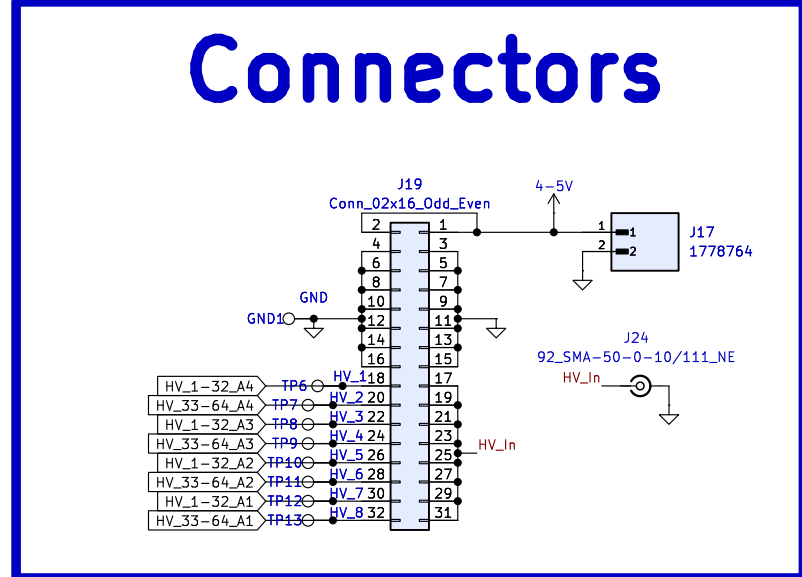 Connectors
J19
Conn_02x16_Odd_Even
4-5V
2 1
4 3
6 5
8 7
10 9
12 11
14 13
16 15
18 17
20 19
22 21
24 23
26 25
28 27
30 29
32 31
GND
GND1
1 1
2 2
J17
1778764
J24
92_SMA-50-0-10/111_NE
HV_In
HV_In
HV_1-32_A4 TP6 HV_1
HV_33-64_A4 TP7 HV_2
HV_1-32_A3 TP8 HV_3
HV_33-64_A3 TP9 HV_4
HV_1-32_A2 TP10 HV_5
HV_33-64_A2 TP11 HV_6
HV_1-32_A1 TP12 HV_7
HV_33-64_A1 TP13 HV_8